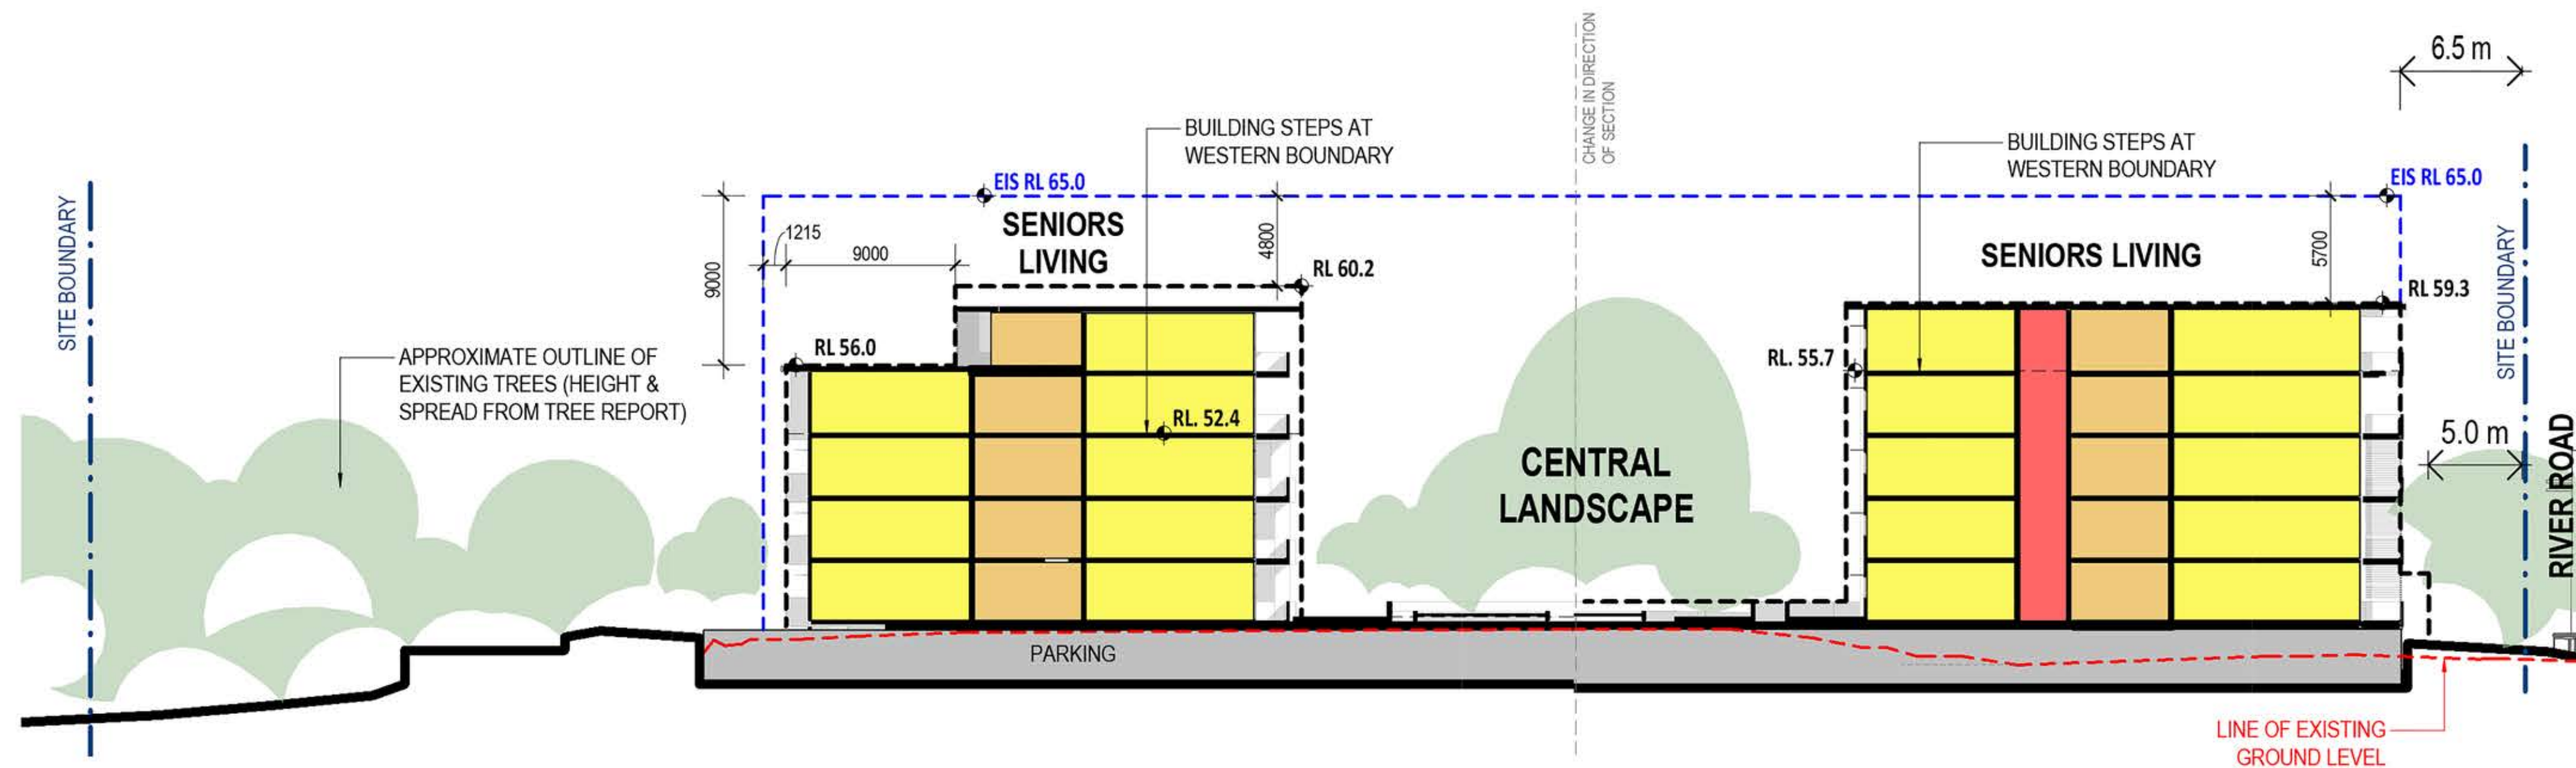 CHANGE IN DIRECTION
OF SECTION
6.5 m
BUILDING STEPS AT
WESTERN BOUNDARY
BUILDING STEPS AT
WESTERN BOUNDARY
EIS RL 65.0
EIS RL 65.0
SITE BOUNDARY
1215
9000
9000
SENIORS
LIVING
4800
RL 60.2
SENIORS LIVING
5700
RL 59.3
SITE BOUNDARY
APPROXIMATE OUTLINE OF
EXISTING TREES (HEIGHT &
SPREAD FROM TREE REPORT)
RL 56.0
RL. 55.7
RL. 52.4
CENTRAL
LANDSCAPE
5.0 m
RIVER ROAD
PARKING
LINE OF EXISTING
GROUND LEVEL